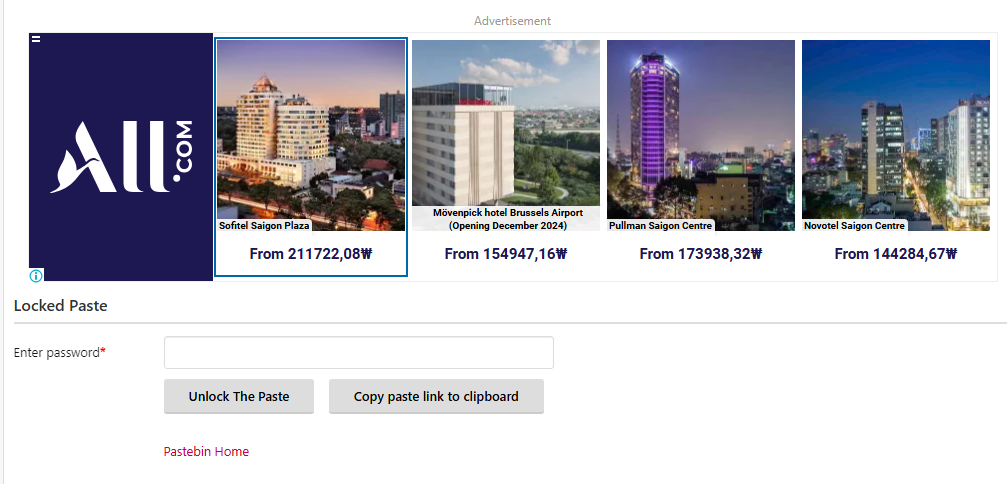 Advertisement
ALL.COM
Sofitel Saigon Plaza
From 211722,08₩
Mövenpick hotel Brussels Airport
(Opening December 2024)
From 154947,16₩
Pullman Saigon Centre
From 173938,32₩
Novotel Saigon Centre
From 144284,67₩
Locked Paste
Enter password*
Unlock The Paste
Copy paste link to clipboard
Pastebin Home